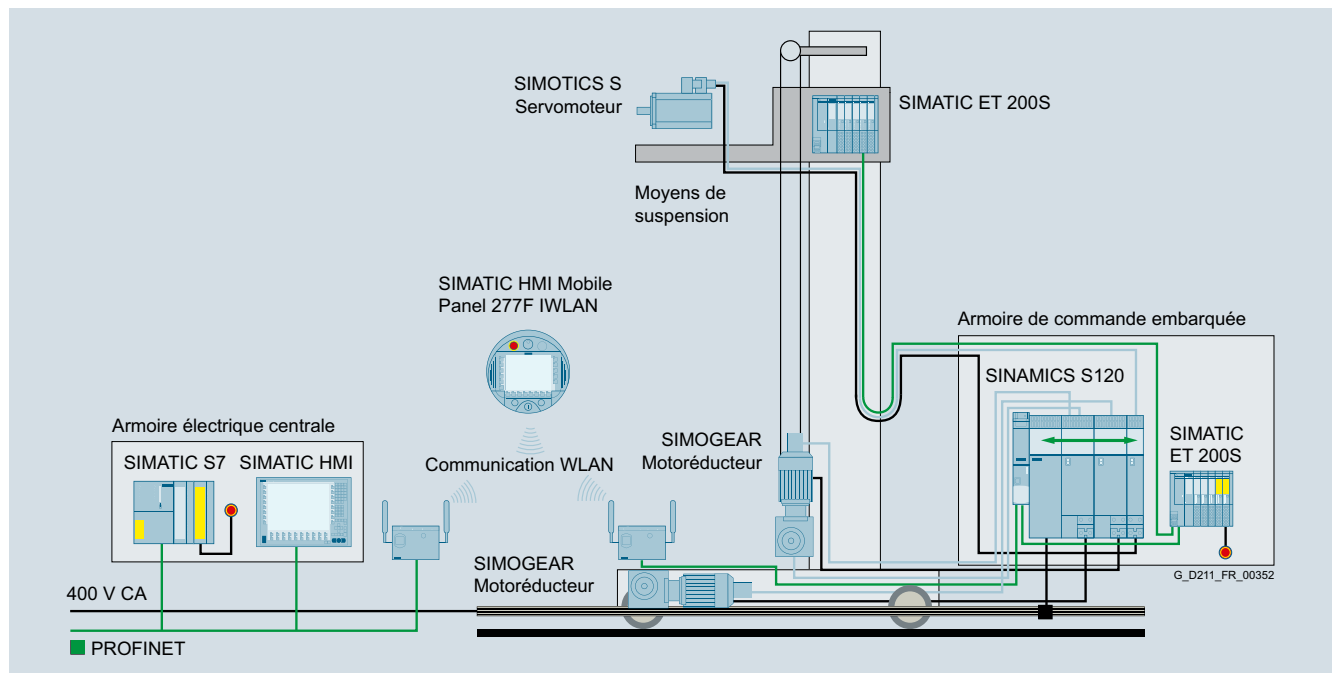 SIMOTICS S
Servomoteur
SIMATIC ET 200S
Moyens de
suspension
SIMATIC HMI Mobile
Panel 277F IWLAN
Armoire de commande embarquée
SINAMICS S120
Armoire électrique centrale
SIMATIC S7
SIMATIC HMI
Communication WLAN
SIMOGEAR
Motoréducteur
SIMATIC
ET 200S
SIMOGEAR
Motoréducteur
G_D211_FR_00352
400 V CA
PROFINET